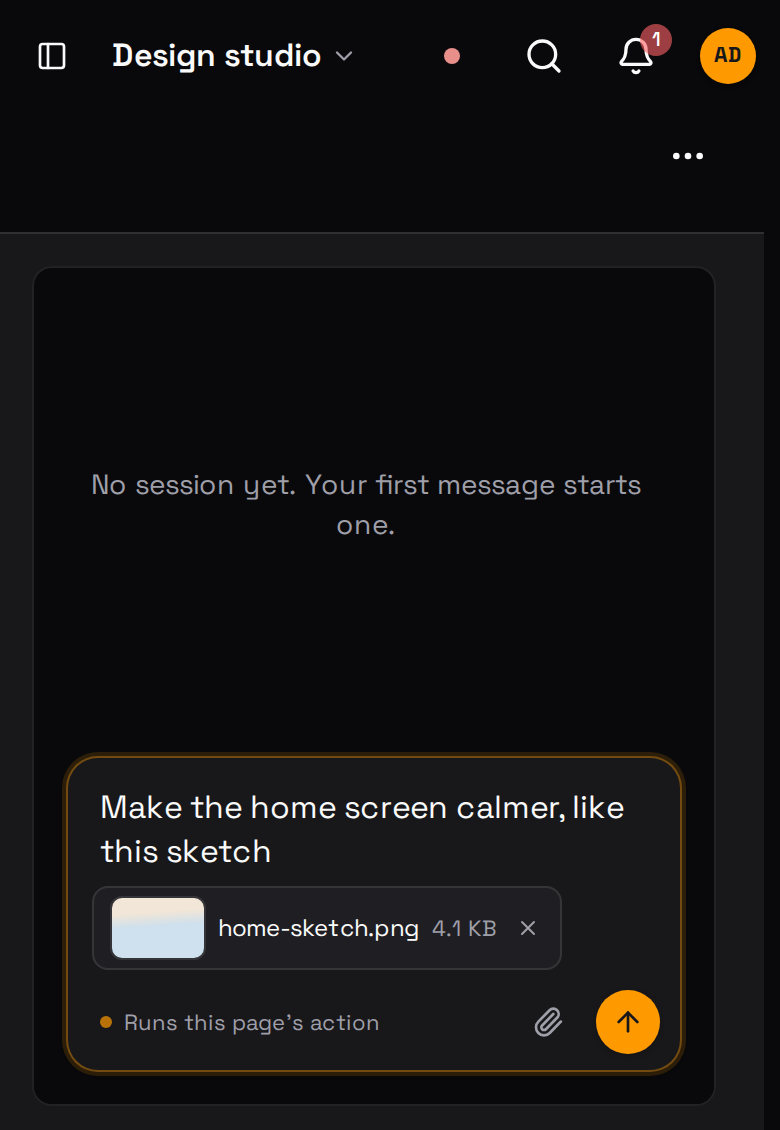 Design studio
1
AD
No session yet. Your first message starts
one.
Make the home screen calmer, like
this sketch
home-sketch.png 4.1 KB
Runs this page's action